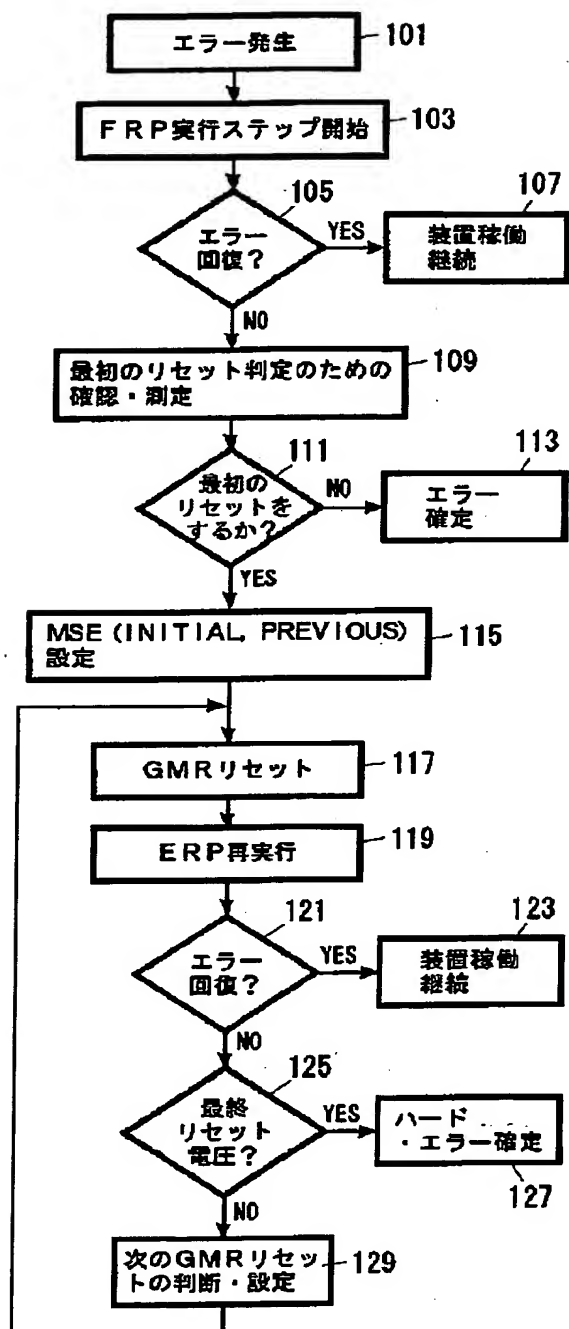 エラー発生
101
FRP実行ステップ開始
103
105
エラー
回復?
YES
107
装置稼働
継続
NO
最初のリセット判定のための
確認・測定
109
111
最初の
リセットを
するか?
NO
113
エラー
確定
YES
MSE (INITIAL, PREVIOUS)
設定
115
GMRリセット
117
ERP再実行
119
121
エラー
回復?
YES
123
装置稼働
継続
NO
125
最終
リセット
電圧?
YES
ハード
・エラー確定
127
NO
次のGMRリセッ
トの判断・設定
129